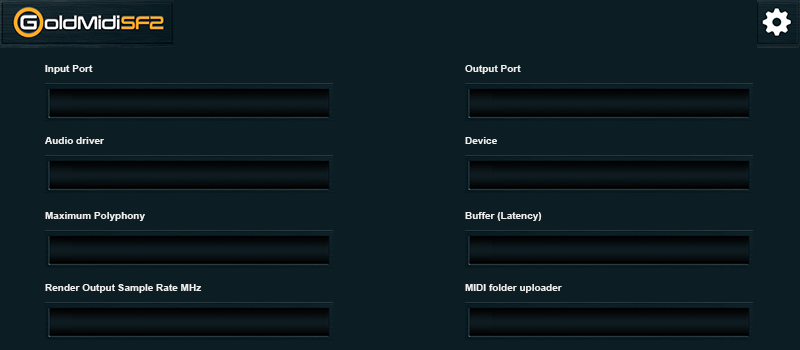 GoldMidiSF2
Input Port
Output Port
Audio driver
Device
Maximum Polyphony
Buffer (Latency)
Render Output Sample Rate MHz
MIDI folder uploader